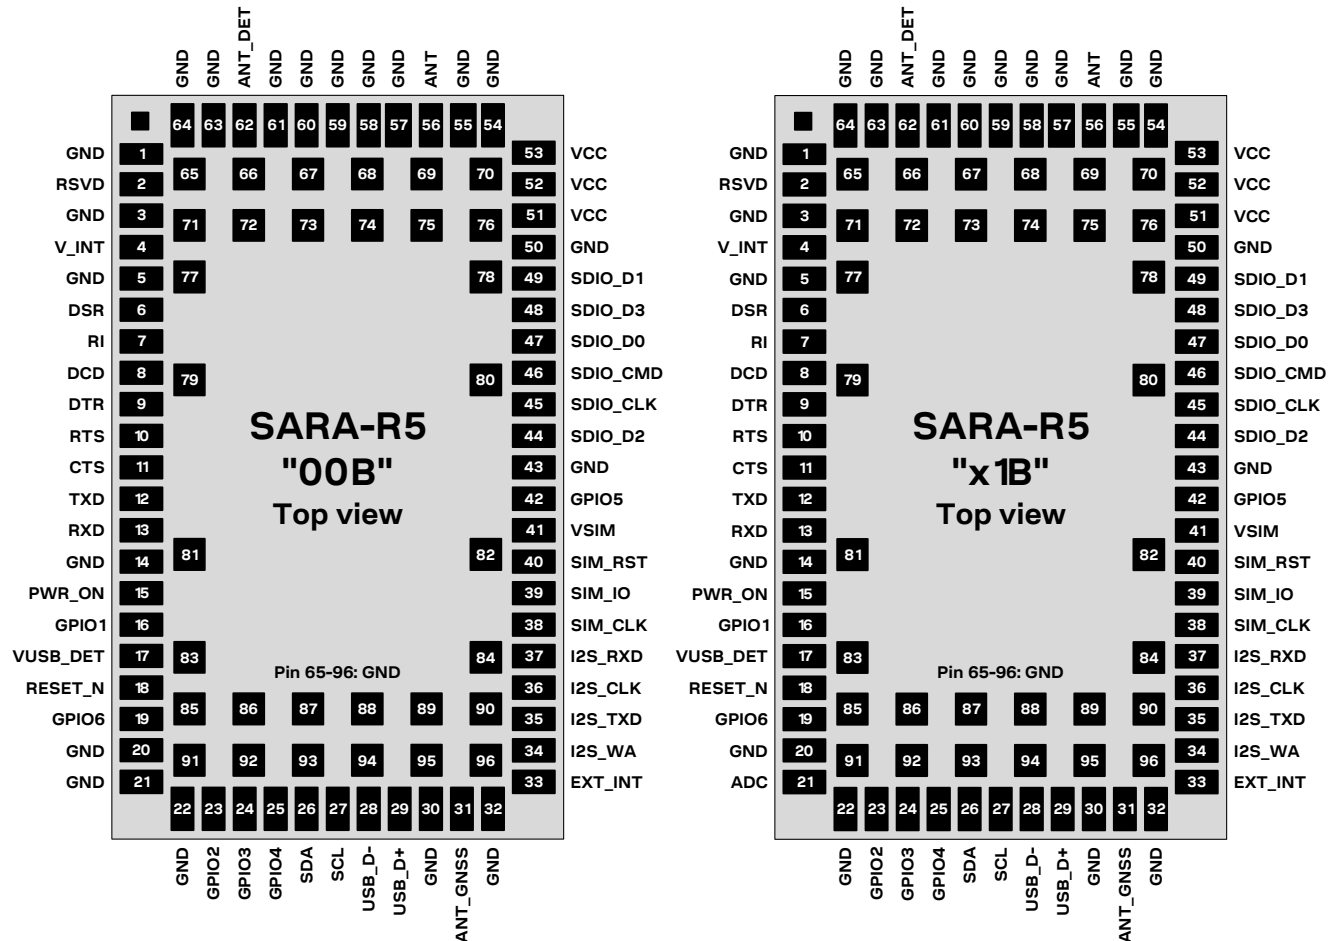 GND GND ANT_DET GND GND GND GND GND ANT GND GND
64 63 62 61 60 59 58 57 56 55 54
GND 1 53 VCC
65 66 67 68 69 70
RSVD 2 52 VCC
GND 3 51 VCC
71 72 73 74 75 76
V_INT 4 50 GND
GND 5 77 78 49 SDIO_D1
DSR 6 48 SDIO_D3
RI 7 47 SDIO_D0
DCD 8 79 80 46 SDIO_CMD
DTR 9 45 SDIO_CLK
SARA-R5
RTS 10 44 SDIO_D2
"00B"
CTS 11 43 GND
TXD 12 42 GPIO5
Top view
RXD 13 41 VSIM
81 82
GND 14 40 SIM_RST
PWR_ON 15 39 SIM_IO
GPIO1 16 38 SIM_CLK
VUSB_DET 17 83 84 37 I2S_RXD
Pin 65-96: GND
RESET_N 18 36 I2S_CLK
85 86 87 88 89 90
GPIO6 19 35 I2S_TXD
GND 20 34 I2S_WA
91 92 93 94 95 96
GND 21 33 EXT_INT
22 23 24 25 26 27 28 29 30 31 32
GND GPIO2 GPIO3 GPIO4 SDA SCL USB_D- USB_D+ GND ANT_GNSS GND
GND GND ANT_DET GND GND GND GND GND ANT GND GND
64 63 62 61 60 59 58 57 56 55 54
GND 1 53 VCC
65 66 67 68 69 70
RSVD 2 52 VCC
GND 3 51 VCC
71 72 73 74 75 76
V_INT 4 50 GND
GND 5 77 78 49 SDIO_D1
DSR 6 48 SDIO_D3
RI 7 47 SDIO_D0
DCD 8 79 80 46 SDIO_CMD
DTR 9 45 SDIO_CLK
SARA-R5
RTS 10 44 SDIO_D2
"x1B"
CTS 11 43 GND
TXD 12 42 GPIO5
Top view
RXD 13 41 VSIM
81 82
GND 14 40 SIM_RST
PWR_ON 15 39 SIM_IO
GPIO1 16 38 SIM_CLK
VUSB_DET 17 83 84 37 I2S_RXD
Pin 65-96: GND
RESET_N 18 36 I2S_CLK
85 86 87 88 89 90
GPIO6 19 35 I2S_TXD
GND 20 34 I2S_WA
91 92 93 94 95 96
ADC 21 33 EXT_INT
22 23 24 25 26 27 28 29 30 31 32
GND GPIO2 GPIO3 GPIO4 SDA SCL USB_D- USB_D+ GND ANT_GNSS GND